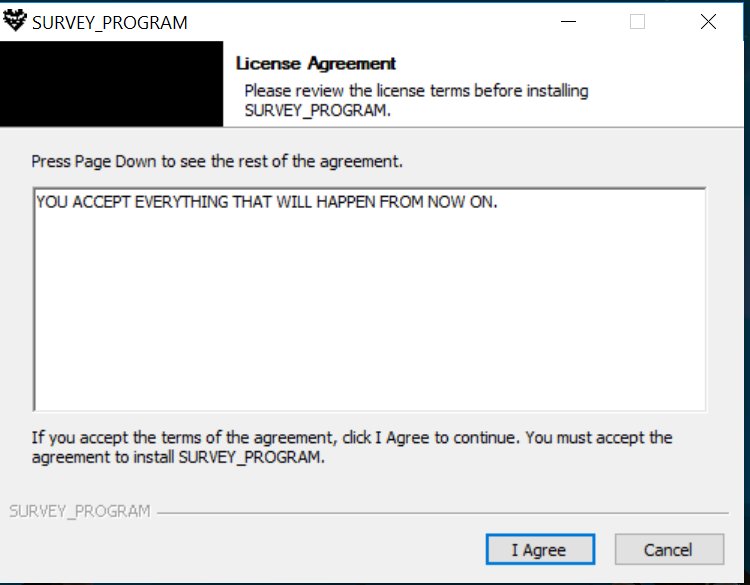 SURVEY_PROGRAM
License Agreement
Please review the license terms before installing
SURVEY_PROGRAM.
Press Page Down to see the rest of the agreement.
YOU ACCEPT EVERYTHING THAT WILL HAPPEN FROM NOW ON.
If you accept the terms of the agreement, click I Agree to continue. You must accept the
agreement to install SURVEY_PROGRAM.
SURVEY_PROGRAM
I Agree
Cancel